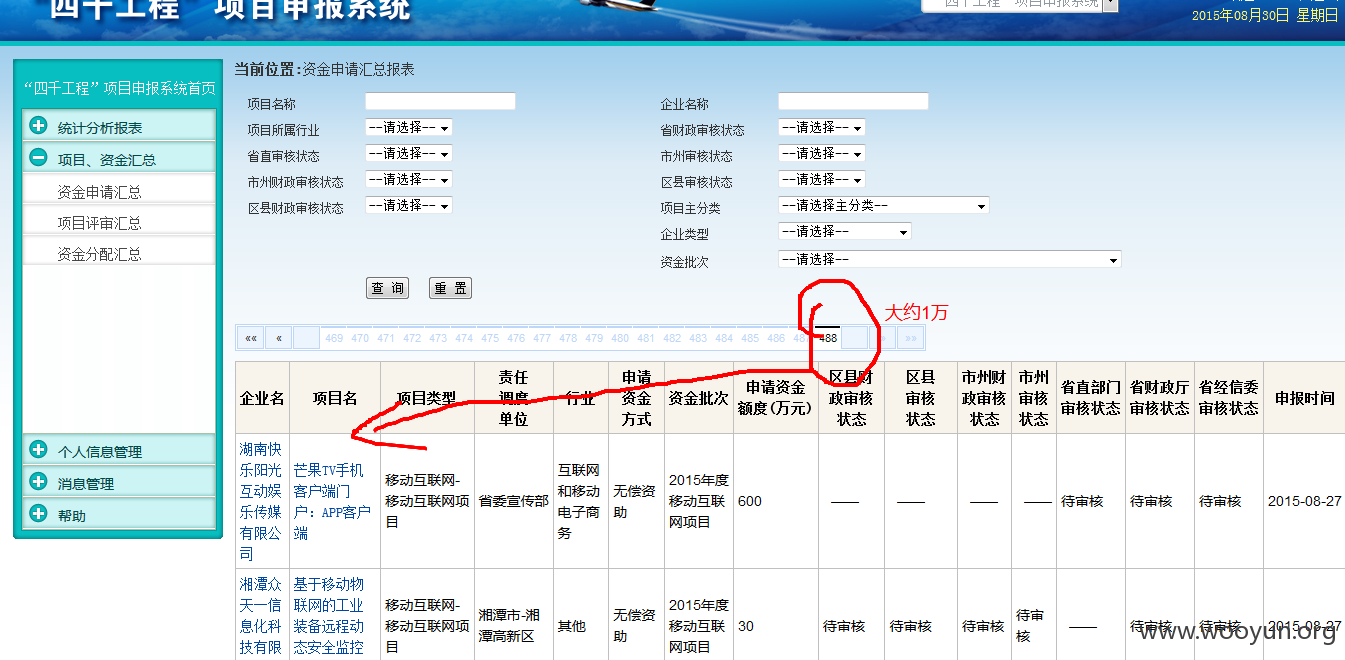 “四千工程”项目申报系统
“四千工程”项目申报系统
2015年08月30日 星期日
“四千工程”项目申报系统首页
统计分析报表
项目、资金汇总
资金申请汇总
项目评审汇总
资金分配汇总
个人信息管理
消息管理
帮助
当前位置:资金申请汇总报表
项目名称
企业名称
项目所属行业 --请选择--
省财政审核状态 --请选择--
省直审核状态 --请选择--
市州审核状态 --请选择--
市州财政审核状态 --请选择--
区县审核状态 --请选择--
区县财政审核状态 --请选择--
项目主分类 --请选择主分类--
企业类型 --请选择--
资金批次 --请选择--
查 询 重 置
大约1万
«« « 469 470 471 472 473 474 475 476 477 478 479 480 481 482 483 484 485 486 487 488 » »»
企业名
项目名
项目类型
责任
调度
单位
行业
申请
资金
方式
资金批次
申请资金
额度(万元)
区县财
政审核
状态
区县
审核
状态
市州财
政审核
状态
市州
审核
状态
省直部门
审核状态
省财政厅
审核状态
省经信委
审核状态
申报时间
湖南快
乐阳光
互动娱
乐传媒
有限公
司
芒果TV手机
客户端门
户：APP客户
端
移动互联网-
移动互联网项
目
省委宣传部
互联网
和移动
电子商
务
无偿资
助
2015年度
移动互联
网项目
600
——
——
——
——
待审核
待审核
待审核
2015-08-27
湘潭众
天一信
息化科
技有限
基于移动物
联网的工业
装备远程动
态安全监控
移动互联网-
移动互联网项
目
湘潭市-湘
潭高新区
其他
无偿资
助
2015年度
移动互联
网项目
30
待审核
待审核
待审核
待审
核
——
待审核
待审核
2015-08-27
www.wooyun.org